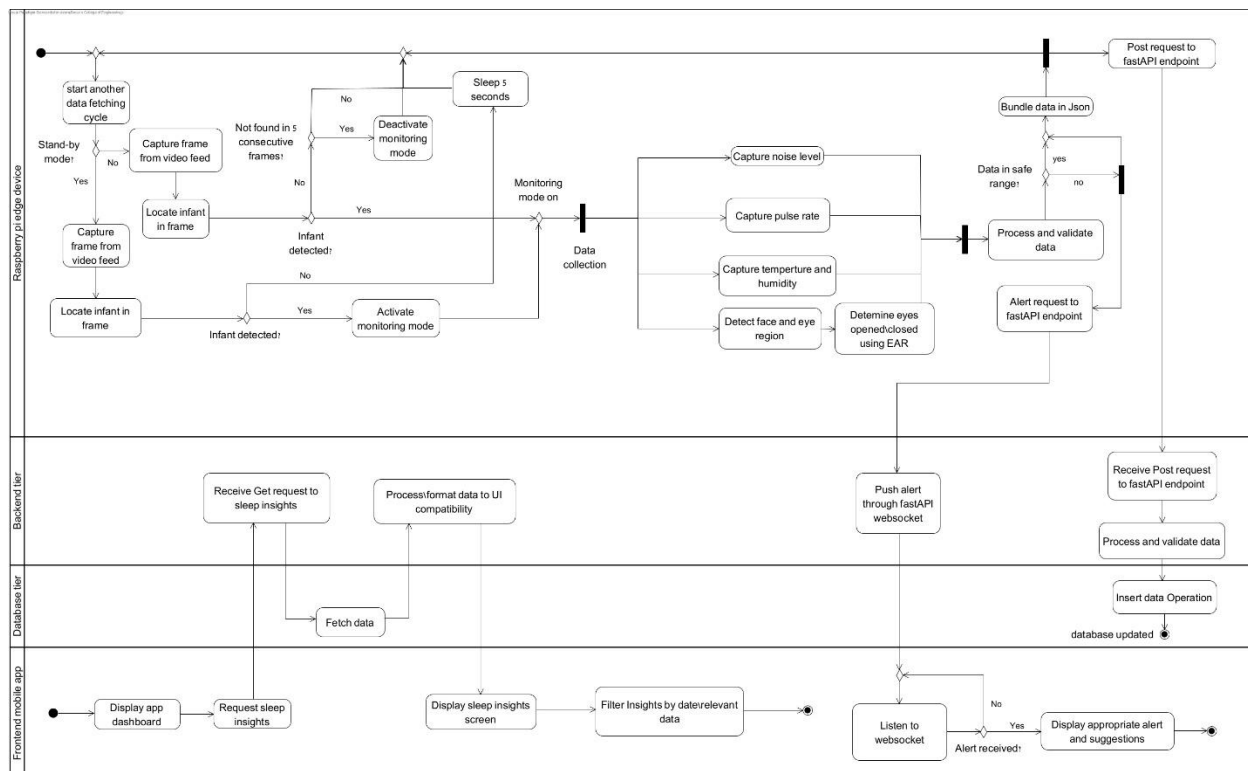 Raspberry pi edge device
start another
data fetching
cycle
Stand-by
mode?
No
Yes
Capture frame
from video feed
Locate infant
in frame
Capture
frame from
video feed
Locate infant in
frame
Not found in 5
consecutive
frames?
No
Yes
Deactivate
monitoring
mode
Sleep 5
seconds
No
Infant
detected?
Yes
No
Infant detected?
Yes
Activate
monitoring mode
Monitoring
mode on
Data
collection
Capture noise level
Capture pulse rate
Capture temperture and
humidity
Detect face and eye
region
Detemine eyes
opened\closed
using EAR
Process and validate
data
Data in safe
range?
yes
no
Bundle data in Json
Post request to
fastAPI endpoint
Alert request to
fastAPI endpoint
Backend tier
Receive Get request to
sleep insights
Process\format data to UI
compatibility
Push alert
through fastAPI
websocket
Receive Post request
to fastAPI endpoint
Process and validate data
Database tier
Fetch data
Insert data Operation
database updated
Frontend mobile app
Display app
dashboard
Request sleep
insights
Display sleep insights
screen
Filter Insights by date\relevant
data
Listen to
websocket
No
Yes
Alert received?
Display appropriate alert
and suggestions